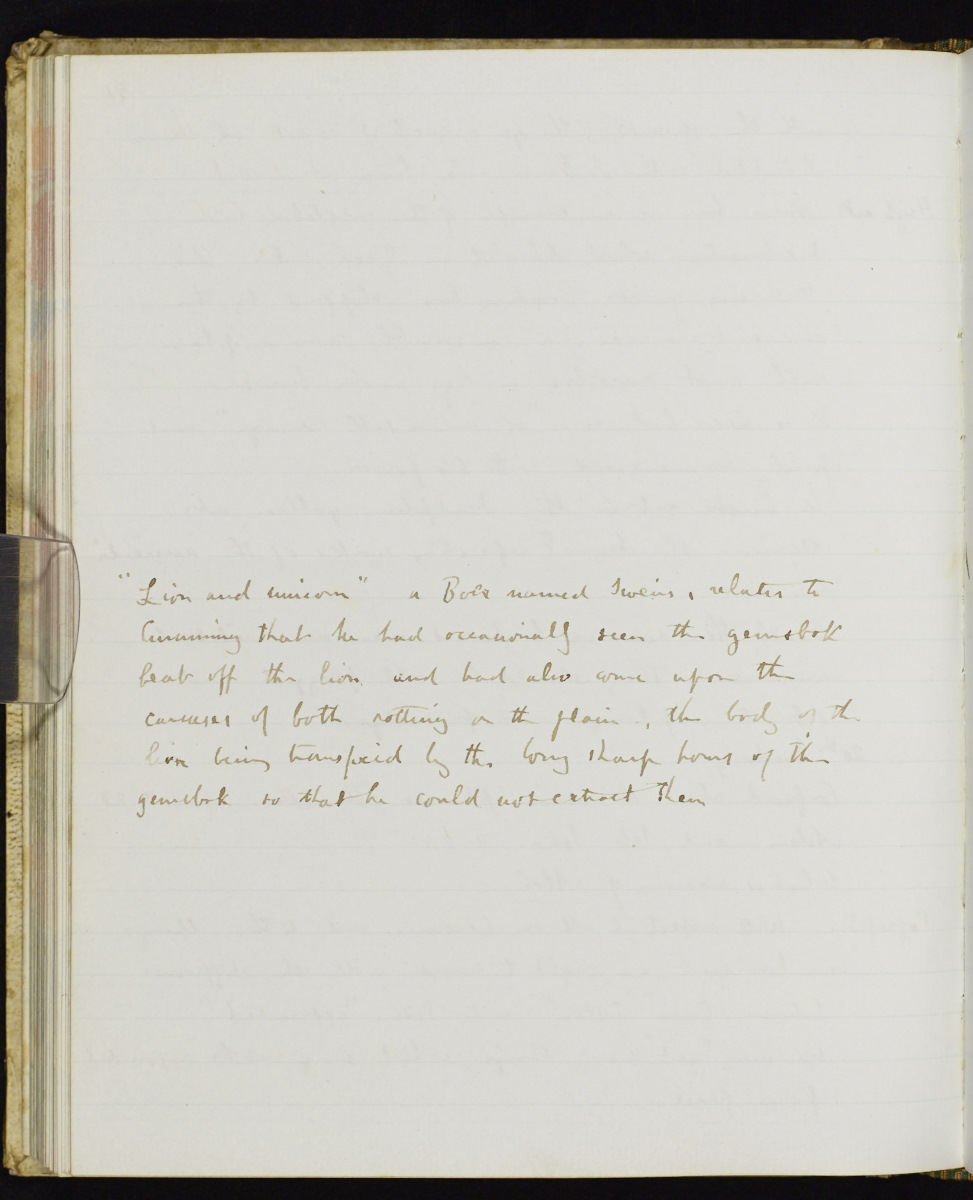 "Lion and unicorn" a Boer named Sweirs, relates to
Cumming that he had occasionally seen the gemsbok
beat off the lion, and had also come upon the
carcases of both rotting on the plain, the body of the
lion being transfixed by the long sharp horns of the
gemsbok so that he could not extract them